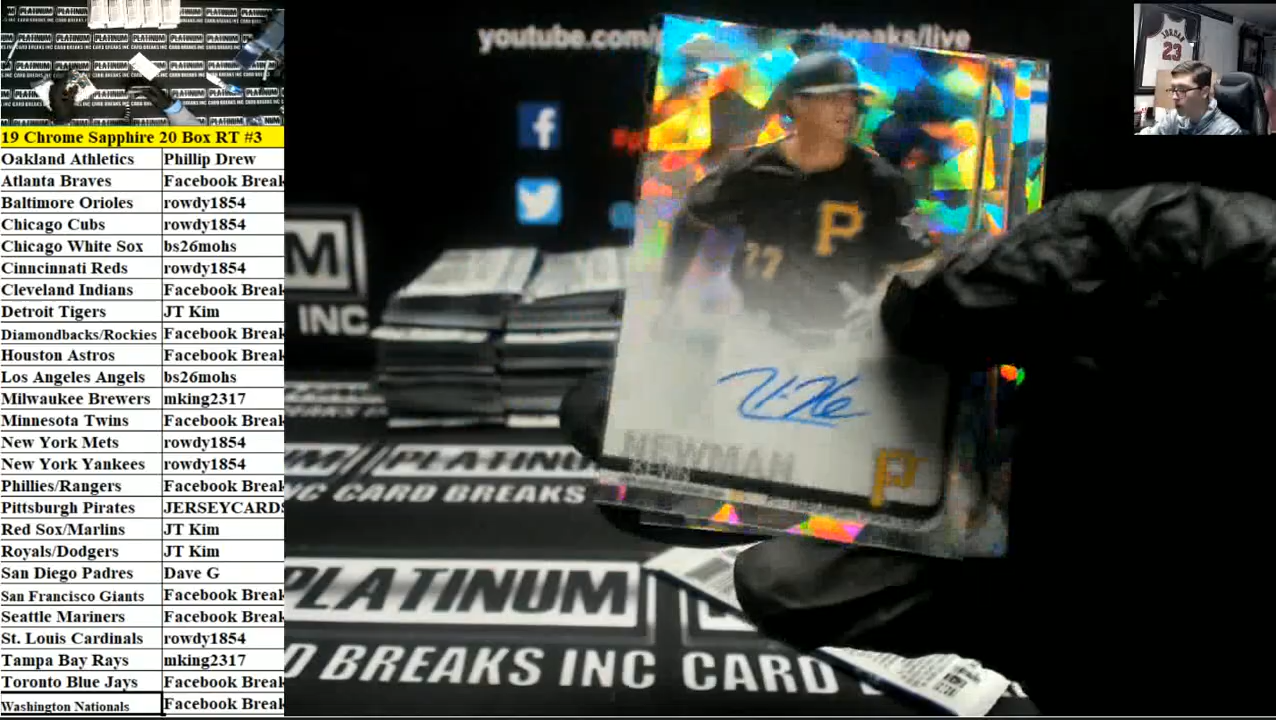 19 Chrome Sapphire 20 Box RT #3
Oakland Athletics Phillip Drew
Atlanta Braves Facebook Break
Baltimore Orioles rowdy1854
Chicago Cubs rowdy1854
Chicago White Sox bs26mohs
Cinncinnati Reds rowdy1854
Cleveland Indians Facebook Break
Detroit Tigers JT Kim
Diamondbacks/Rockies Facebook Break
Houston Astros Facebook Break
Los Angeles Angels bs26mohs
Milwaukee Brewers mking2317
Minnesota Twins Facebook Break
New York Mets rowdy1854
New York Yankees rowdy1854
Phillies/Rangers Facebook Break
Pittsburgh Pirates JERSEYCARDS
Red Sox/Marlins JT Kim
Royals/Dodgers JT Kim
San Diego Padres Dave G
San Francisco Giants Facebook Break
Seattle Mariners Facebook Break
St. Louis Cardinals rowdy1854
Tampa Bay Rays mking2317
Toronto Blue Jays Facebook Break
Washington Nationals Facebook Break
youtube.com/ breaks/live
P
77
NEWMAN
KEVIN
P
M
INC
PLATINUM
INC CARD BREAKS
PLATINUM
D BREAKS INC CARD
JORDAN
23